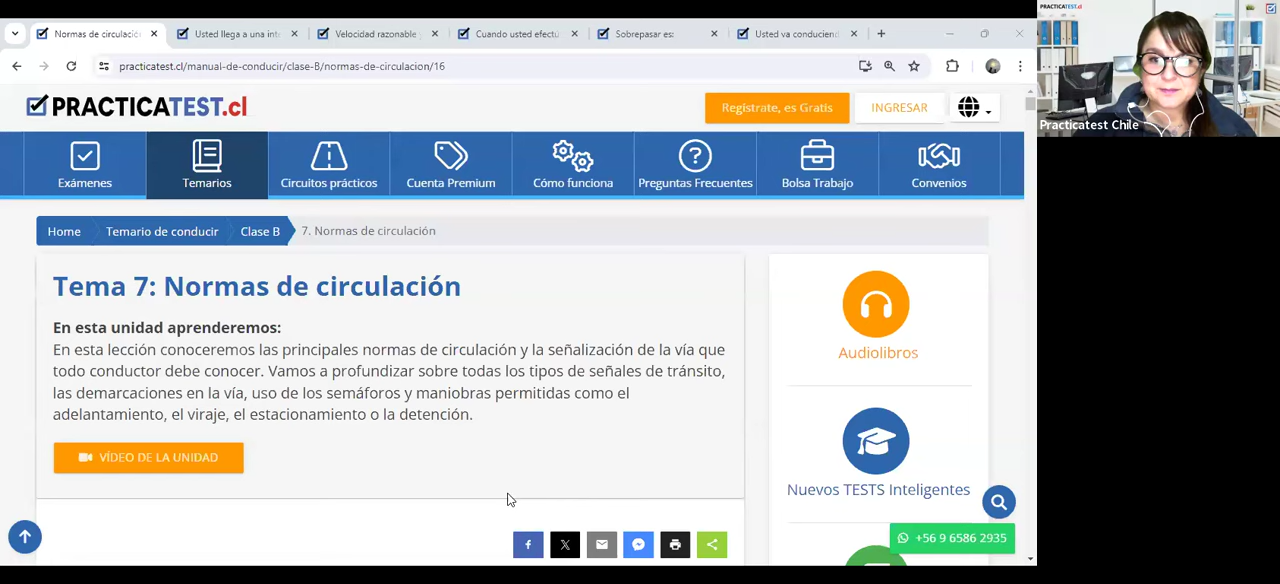 Normas de circulació
Usted llega a una int
Velocidad razonable
Cuando usted efectú
Sobrepasar es:
Usted va conduciend
practicatest.cl/manual-de-conducir/clase-B/normas-de-circulacion/16
PRACTICATEST.cl
Regístrate, es Gratis
INGRESAR
Exámenes
Temarios
Circuitos prácticos
Cuenta Premium
Cómo funciona
Preguntas Frecuentes
Bolsa Trabajo
Convenios
Home
Temario de conducir
Clase B
7. Normas de circulación
Tema 7: Normas de circulación
En esta unidad aprenderemos:
En esta lección conoceremos las principales normas de circulación y la señalización de la vía que
todo conductor debe conocer. Vamos a profundizar sobre todas los tipos de señales de tránsito,
las demarcaciones en la vía, uso de los semáforos y maniobras permitidas como el
adelantamiento, el viraje, el estacionamiento o la detención.
VÍDEO DE LA UNIDAD
Audiolibros
Nuevos TESTS Inteligentes
+56 9 6586 2935
PRACTICATEST.cl
Practicatest Chile